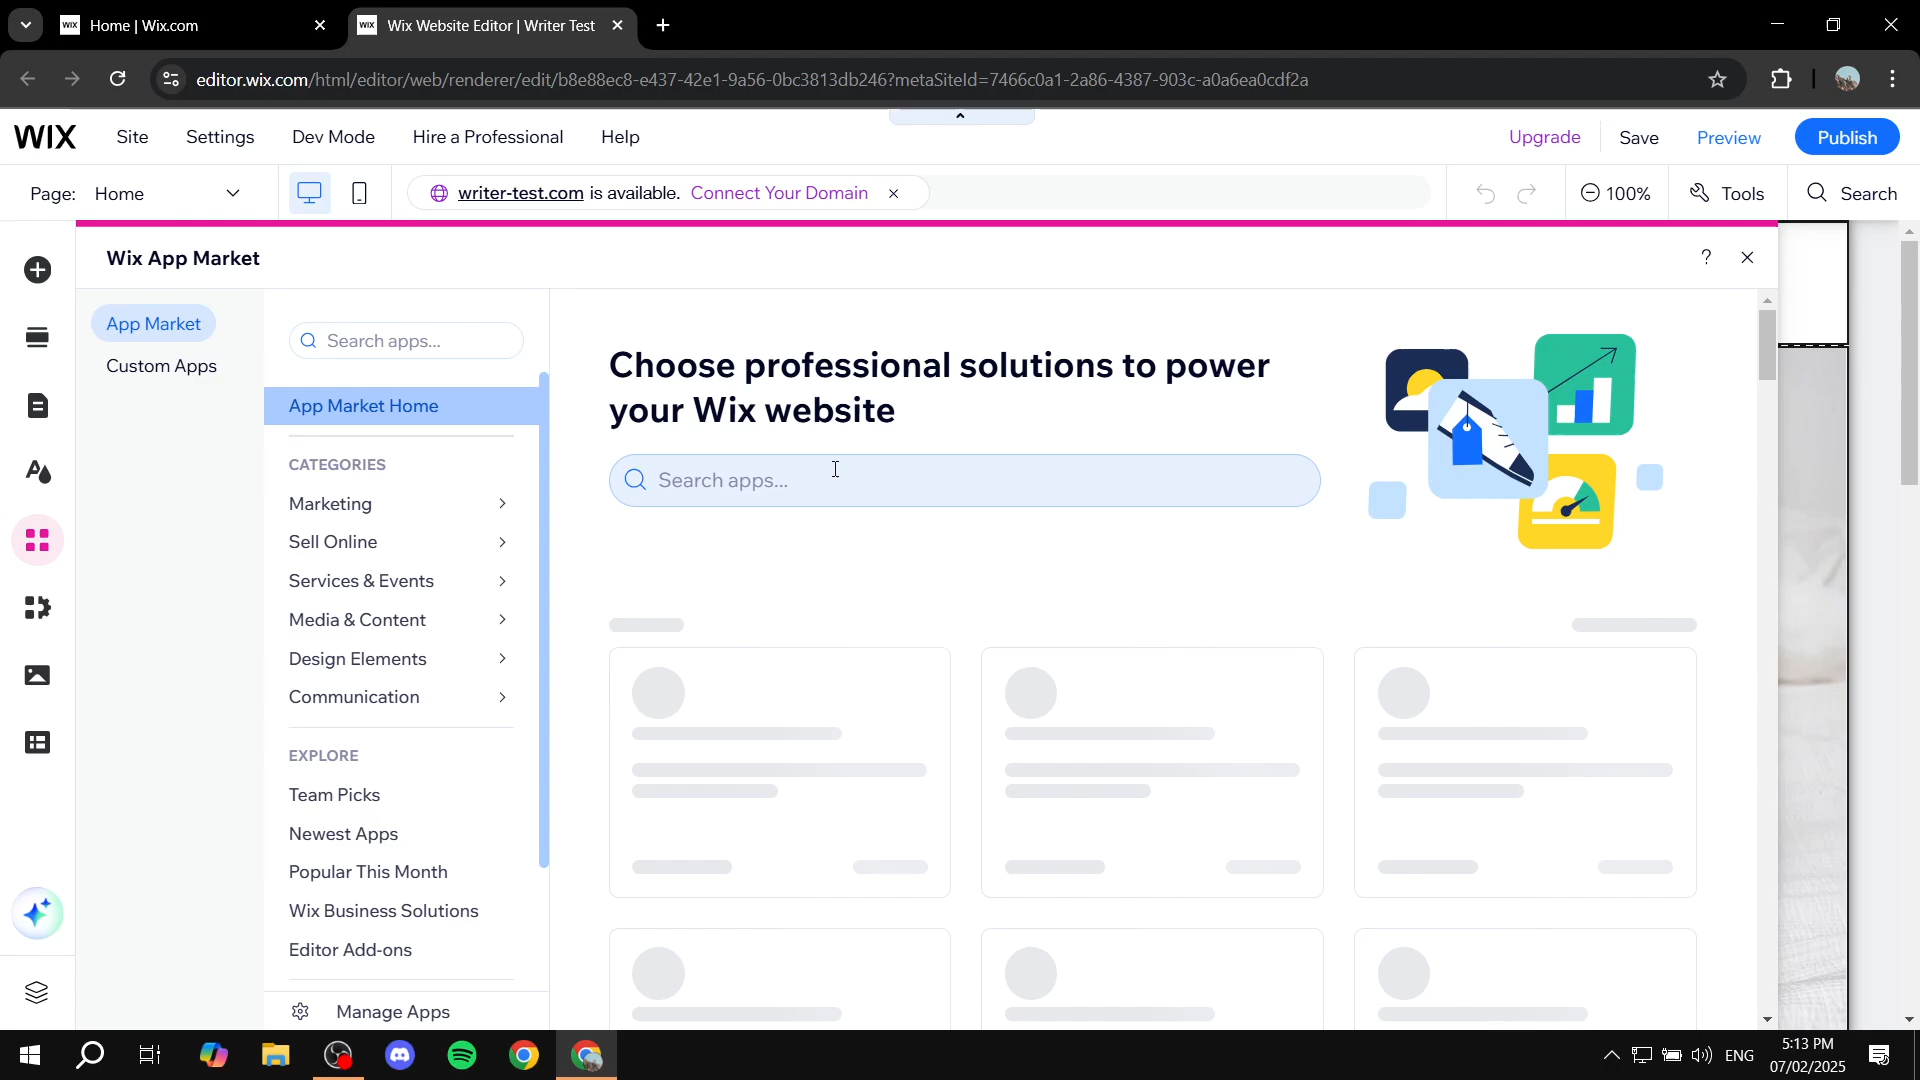 WIX Home | Wix.com
WIX Wix Website Editor | Writer Test
editor.wix.com/html/editor/web/renderer/edit/b8e88ec8-e437-42e1-9a56-0bc3813db246?metaSiteId=7466c0a1-2a86-4387-903c-a0a6ea0cdf2a
WIX Site Settings Dev Mode Hire a Professional Help Upgrade Save Preview Publish
Page: Home writer-test.com is available. Connect Your Domain 100% Tools Search
Wix App Market ?
App Market
Custom Apps
Search apps...
App Market Home
CATEGORIES
Marketing
Sell Online
Services & Events
Media & Content
Design Elements
Communication
EXPLORE
Team Picks
Newest Apps
Popular This Month
Wix Business Solutions
Editor Add-ons
Manage Apps
Choose professional solutions to power
your Wix website
Search apps...
ENG
5:13 PM
07/02/2025